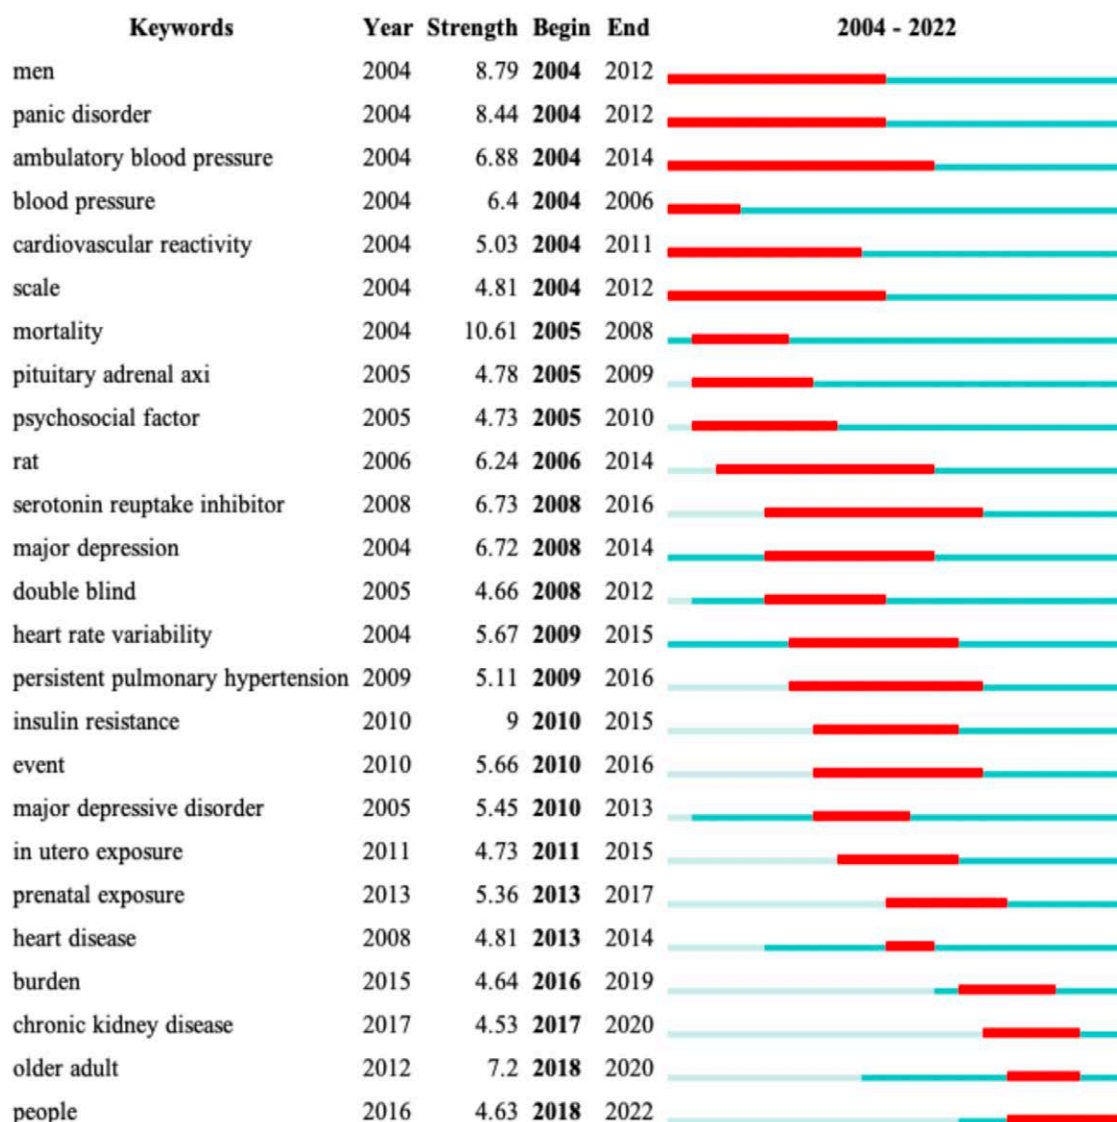 Keywords Year Strength Begin End 2004 - 2022
men 2004 8.79 2004 2012
panic disorder 2004 8.44 2004 2012
ambulatory blood pressure 2004 6.88 2004 2014
blood pressure 2004 6.4 2004 2006
cardiovascular reactivity 2004 5.03 2004 2011
scale 2004 4.81 2004 2012
mortality 2004 10.61 2005 2008
pituitary adrenal axi 2005 4.78 2005 2009
psychosocial factor 2005 4.73 2005 2010
rat 2006 6.24 2006 2014
serotonin reuptake inhibitor 2008 6.73 2008 2016
major depression 2004 6.72 2008 2014
double blind 2005 4.66 2008 2012
heart rate variability 2004 5.67 2009 2015
persistent pulmonary hypertension 2009 5.11 2009 2016
insulin resistance 2010 9 2010 2015
event 2010 5.66 2010 2016
major depressive disorder 2005 5.45 2010 2013
in utero exposure 2011 4.73 2011 2015
prenatal exposure 2013 5.36 2013 2017
heart disease 2008 4.81 2013 2014
burden 2015 4.64 2016 2019
chronic kidney disease 2017 4.53 2017 2020
older adult 2012 7.2 2018 2020
people 2016 4.63 2018 2022